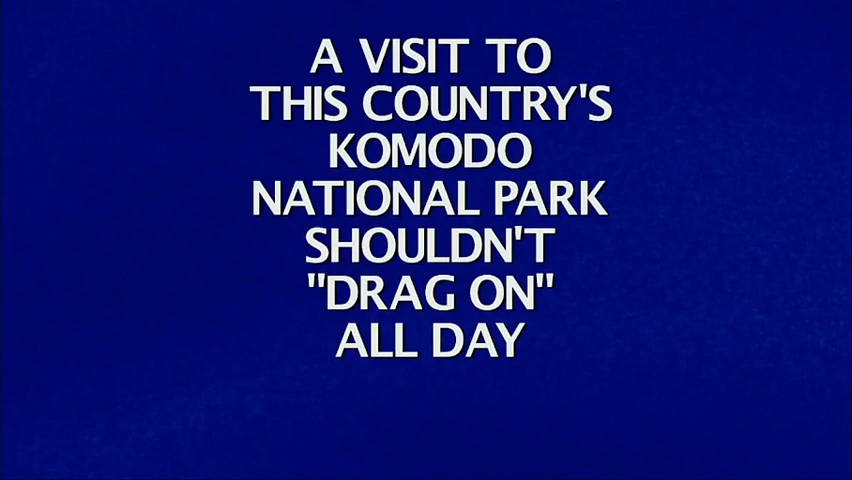 A VISIT TO
THIS COUNTRY'S
KOMODO
NATIONAL PARK
SHOULDN'T
"DRAG ON"
ALL DAY